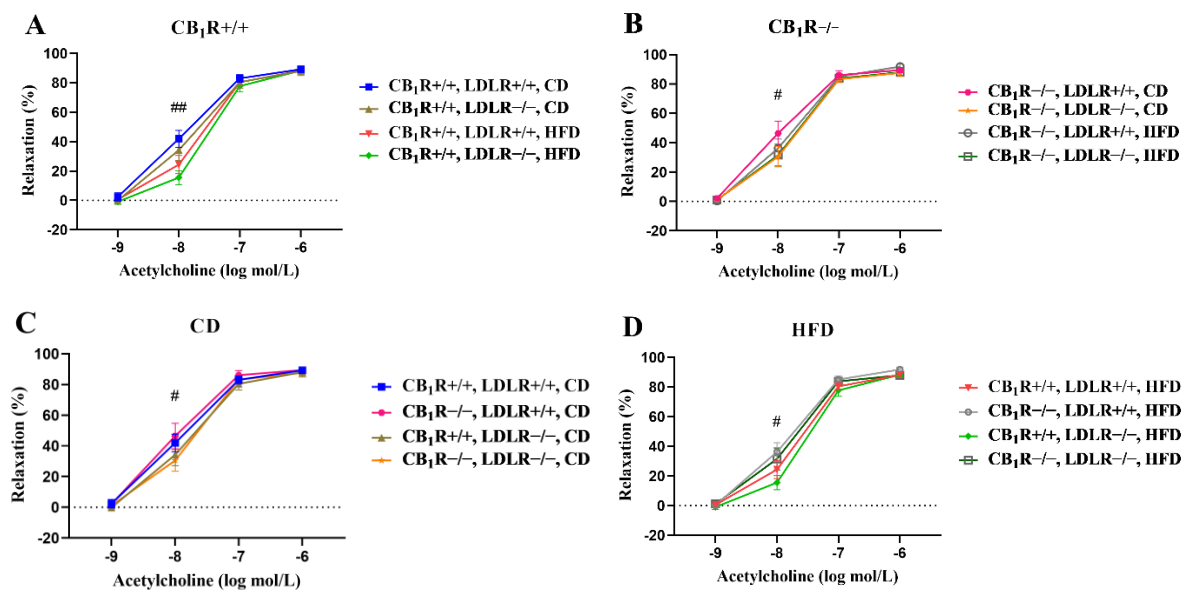 A
CB₁R+/+
Relaxation (%)
100
80
60
40
20
0
-20
##
-9
-8
-7
-6
Acetylcholine (log mol/L)
CB₁R+/+, LDLR+/+, CD
CB₁R+/+, LDLR−/−, CD
CB₁R+/+, LDLR+/+, HFD
CB₁R+/+, LDLR−/−, HFD
B
CB₁R−/−
Relaxation (%)
100
80
60
40
20
0
-20
#
-9
-8
-7
-6
Acetylcholine (log mol/L)
CB₁R−/−, LDLR+/+, CD
CB₁R−/−, LDLR−/−, CD
CB₁R−/−, LDLR+/+, HFD
CB₁R−/−, LDLR−/−, HFD
C
CD
Relaxation (%)
100
80
60
40
20
0
-20
#
-9
-8
-7
-6
Acetylcholine (log mol/L)
CB₁R+/+, LDLR+/+, CD
CB₁R−/−, LDLR+/+, CD
CB₁R+/+, LDLR−/−, CD
CB₁R−/−, LDLR−/−, CD
D
HFD
Relaxation (%)
100
80
60
40
20
0
-20
#
-9
-8
-7
-6
Acetylcholine (log mol/L)
CB₁R+/+, LDLR+/+, HFD
CB₁R−/−, LDLR+/+, HFD
CB₁R+/+, LDLR−/−, HFD
CB₁R−/−, LDLR−/−, HFD